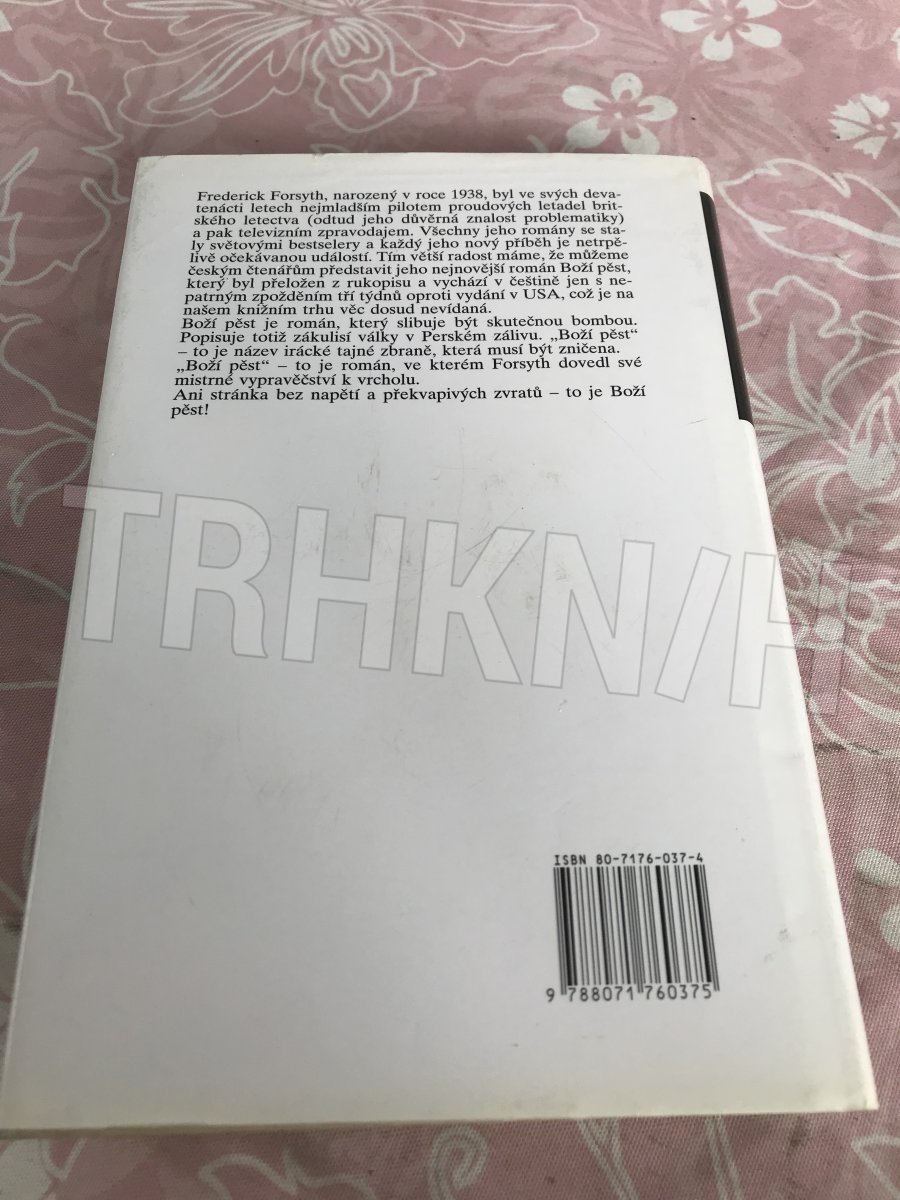 Frederick Forsyth, narozený v roce 1938, byl ve svých deva-
tenácti letech nejmladším pilotem proudových letadel brit-
ského letectva (odtud jeho důvěrná znalost problematiky)
a pak televizním zpravodajem. Všechny jeho romány se sta-
ly světovými bestselery a každý jeho nový příběh je netrpě-
livě očekávanou událostí. Tím větší radost máme, že můžeme
českým čtenářům představit jeho nejnovější román Boží pěst,
který byl přeložen z rukopisu a vychází v češtině jen s ne-
patrným zpožděním tří týdnů oproti vydání v USA, což je na
našem knižním trhu věc dosud nevídaná.
Boží pěst je román, který slibuje být skutečnou bombou.
Popisuje totiž zákulisí války v Perském zálivu. „Boží pěst“
– to je název irácké tajné zbraně, která musí být zničena.
„Boží pěst“ – to je román, ve kterém Forsyth dovedl své
mistrné vypravěčství k vrcholu.
Ani stránka bez napětí a překvapivých zvratů – to je Boží
pěst!
TRHKNIH
ISBN 80-7176-037-4
9 788071 760375